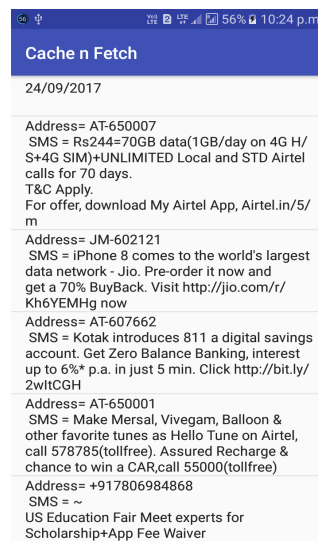 56 VoI) LTE 2 LTE 56% 10:24 p.m
Cache n Fetch
24/09/2017
Address= AT-650007
SMS = Rs244=70GB data(1GB/day on 4G H/
S+4G SIM)+UNLIMITED Local and STD Airtel
calls for 70 days.
T&C Apply.
For offer, download My Airtel App, Airtel.in/5/
m
Address= JM-602121
SMS = iPhone 8 comes to the world's largest
data network - Jio. Pre-order it now and
get a 70% BuyBack. Visit http://jio.com/r/
Kh6YEMHg now
Address= AT-607662
SMS = Kotak introduces 811 a digital savings
account. Get Zero Balance Banking, interest
up to 6%* p.a. in just 5 min. Click http://bit.ly/
2wItCGH
Address= AT-650001
SMS = Make Mersal, Vivegam, Balloon &
other favorite tunes as Hello Tune on Airtel,
call 578785(tollfree). Assured Recharge &
chance to win a CAR,call 55000(tollfree)
Address= +917806984868
SMS = ~
US Education Fair Meet experts for
Scholarship+App Fee Waiver